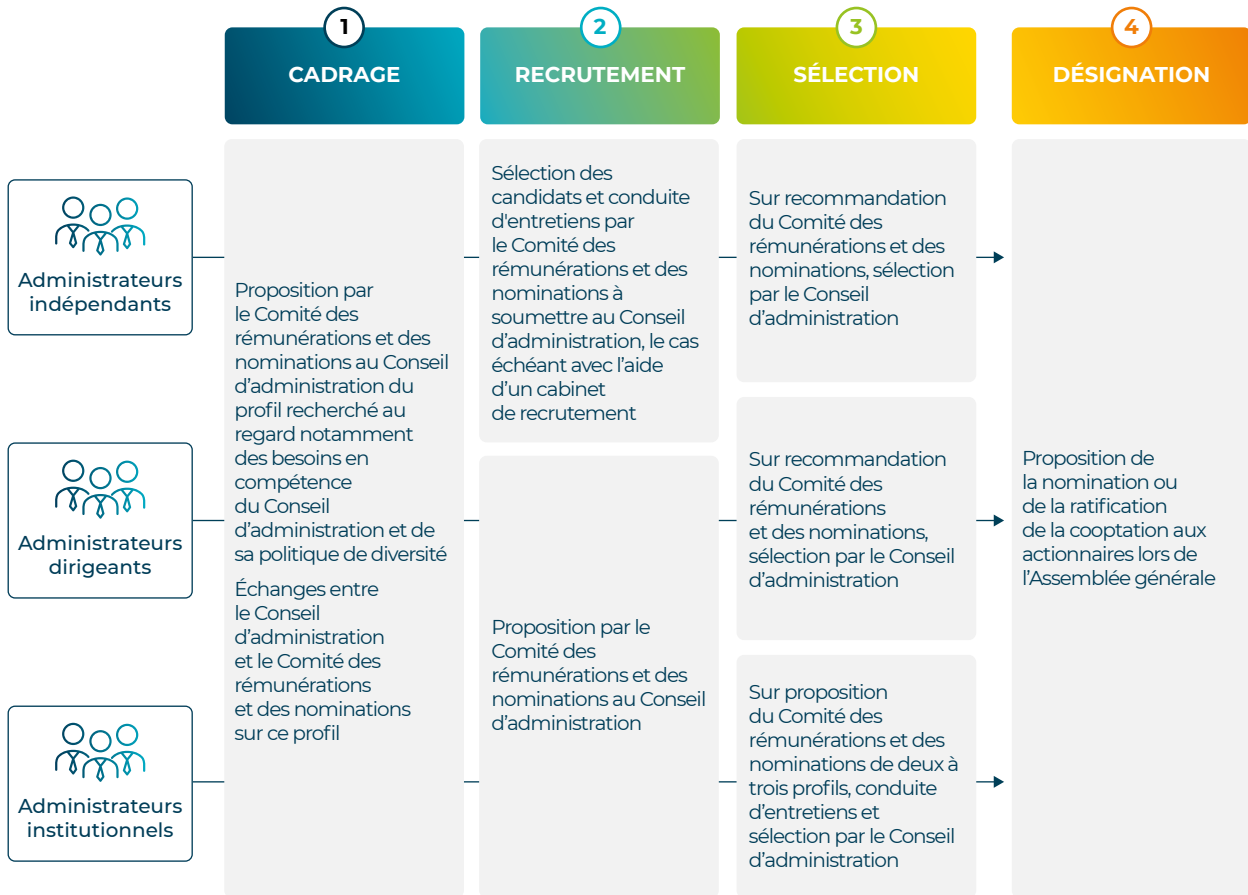 1
2
3
4
CADRAGE
RECRUTEMENT
SÉLECTION
DÉSIGNATION
Administrateurs
indépendants
Administrateurs
dirigeants
Administrateurs
institutionnels
Proposition par
le Comité des
rémunérations et des
nominations au Conseil
d’administration du
profil recherché au
regard notamment
des besoins en
compétence
du Conseil
d’administration et de
sa politique de diversité
Échanges entre
le Conseil
d’administration
et le Comité des
rémunérations
et des nominations
sur ce profil
Sélection des
candidats et conduite
d'entretiens par
le Comité des
rémunérations et des
nominations à
soumettre au Conseil
d’administration, le cas
échéant avec l’aide
d’un cabinet
de recrutement
Proposition par le
Comité des
rémunérations et des
nominations au Conseil
d’administration
Sur recommandation
du Comité des
rémunérations et des
nominations, sélection
par le Conseil
d’administration
Sur recommandation
du Comité des
rémunérations
et des nominations,
sélection par le Conseil
d’administration
Sur proposition
du Comité des
rémunérations et des
nominations de deux à
trois profils, conduite
d’entretiens et
sélection par le Conseil
d’administration
Proposition de
la nomination ou
de la ratification
de la cooptation aux
actionnaires lors de
l’Assemblée générale